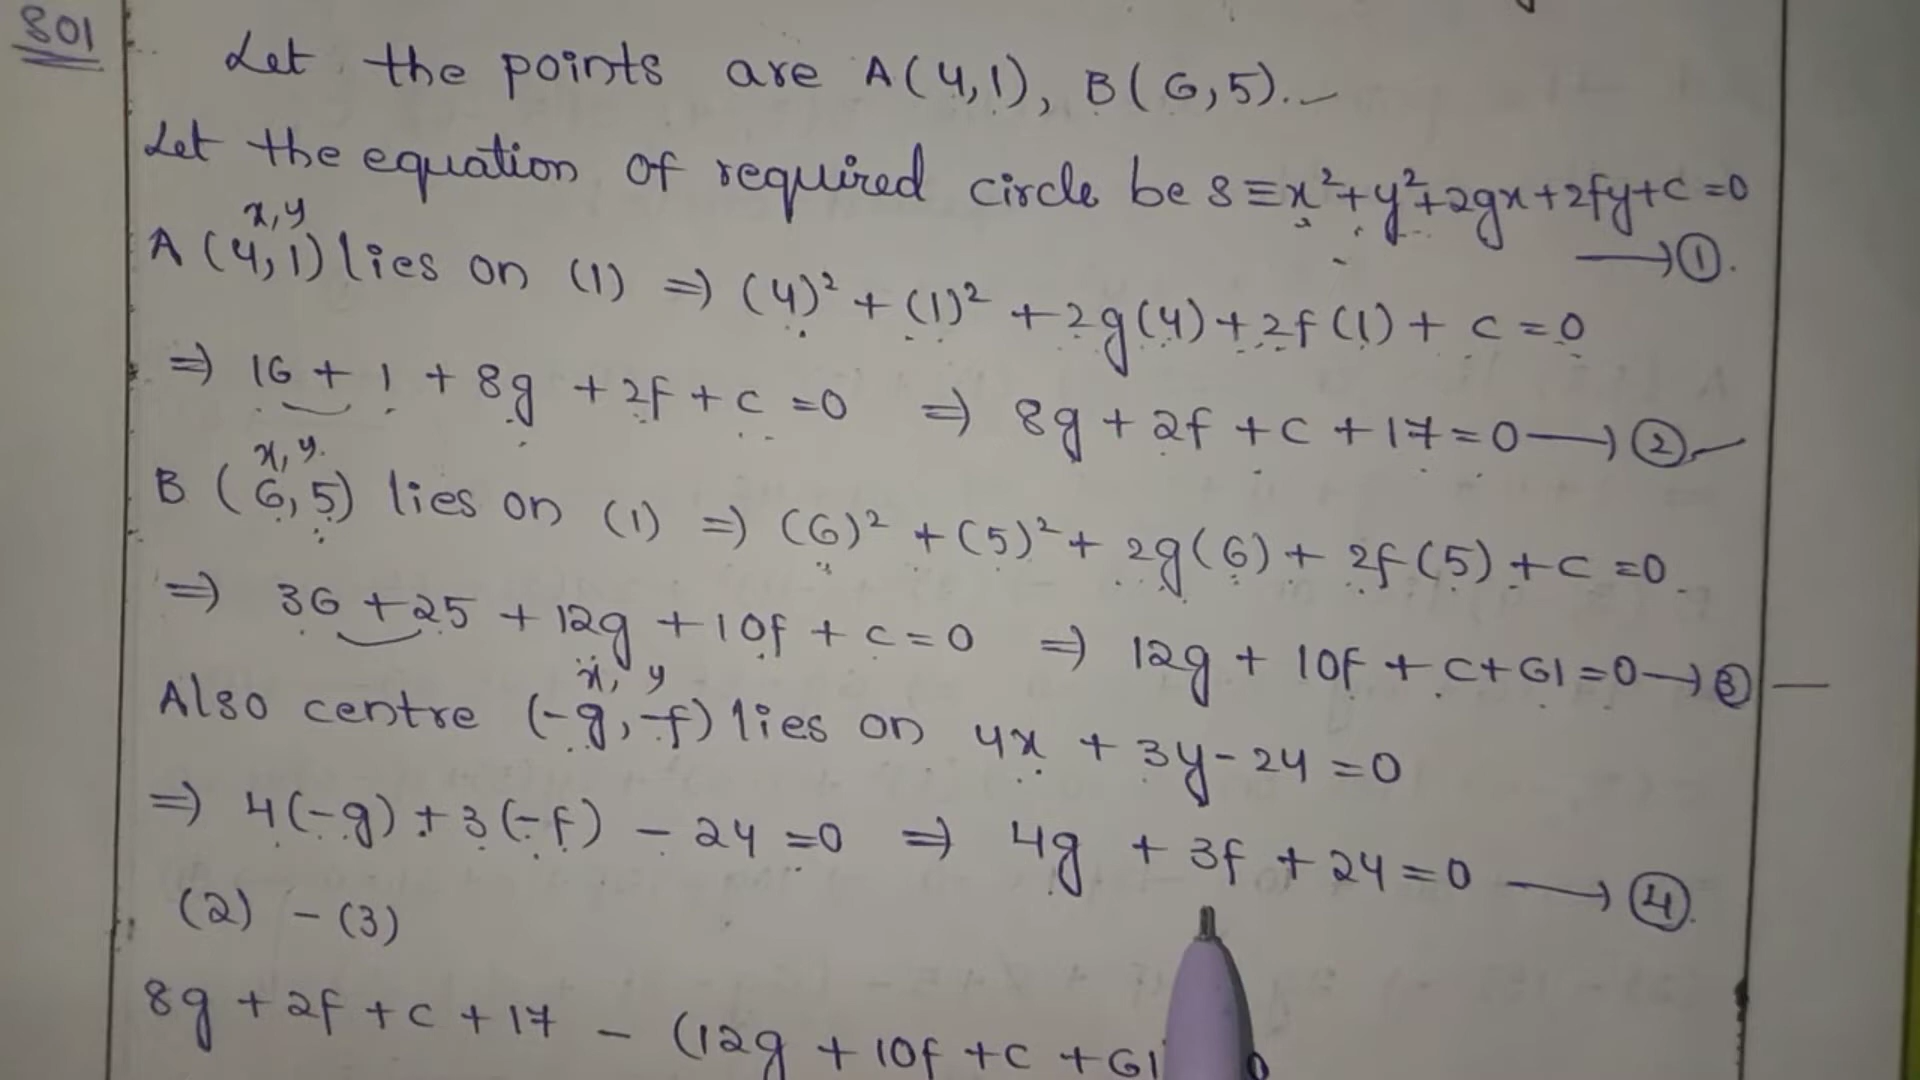 801
Let the points are A(4,1), B(6,5).
Let the equation of required circle be S≡x²+y²+2gx+2fy+c=0
→①.
x,y
A(4,1) lies on (1) ⇒ (4)² + (1)² + 2g(4) + 2f(1) + c = 0
⇒ 16 + 1 + 8g + 2f + c = 0 ⇒ 8g + 2f + c + 17 = 0 → ②
x,y.
B (6,5) lies on (1) ⇒ (6)² + (5)² + 2g(6) + 2f(5) + c = 0.
⇒ 36 + 25 + 12g + 10f + c = 0 ⇒ 12g + 10f + c + 61 = 0 → ③
x, y
Also centre (-g, -f) lies on 4x + 3y - 24 = 0
⇒ 4(-g) + 3(-f) - 24 = 0 ⇒ 4g + 3f + 24 = 0 → ④.
(2) - (3)
8g + 2f + c + 17 - (12g + 10f + c + 61